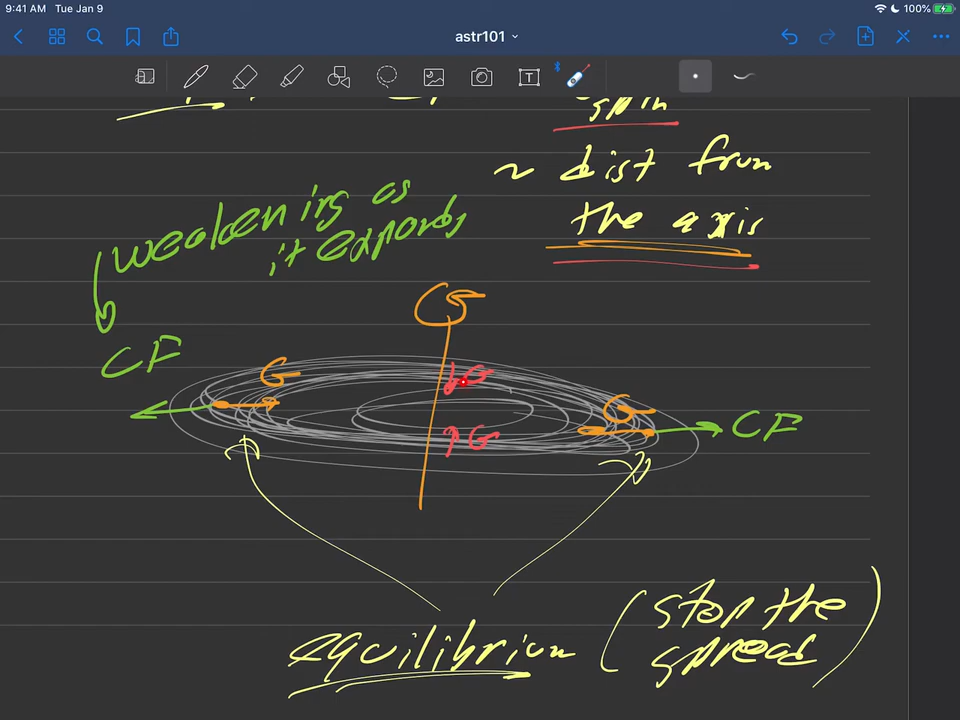 9:41 AM Tue Jan 9
100%
astr101
T
spin
~ dist from
the axis
weakening as
it expands
CF
G
G
G
G
CF
equilibrium (stop the
spread)